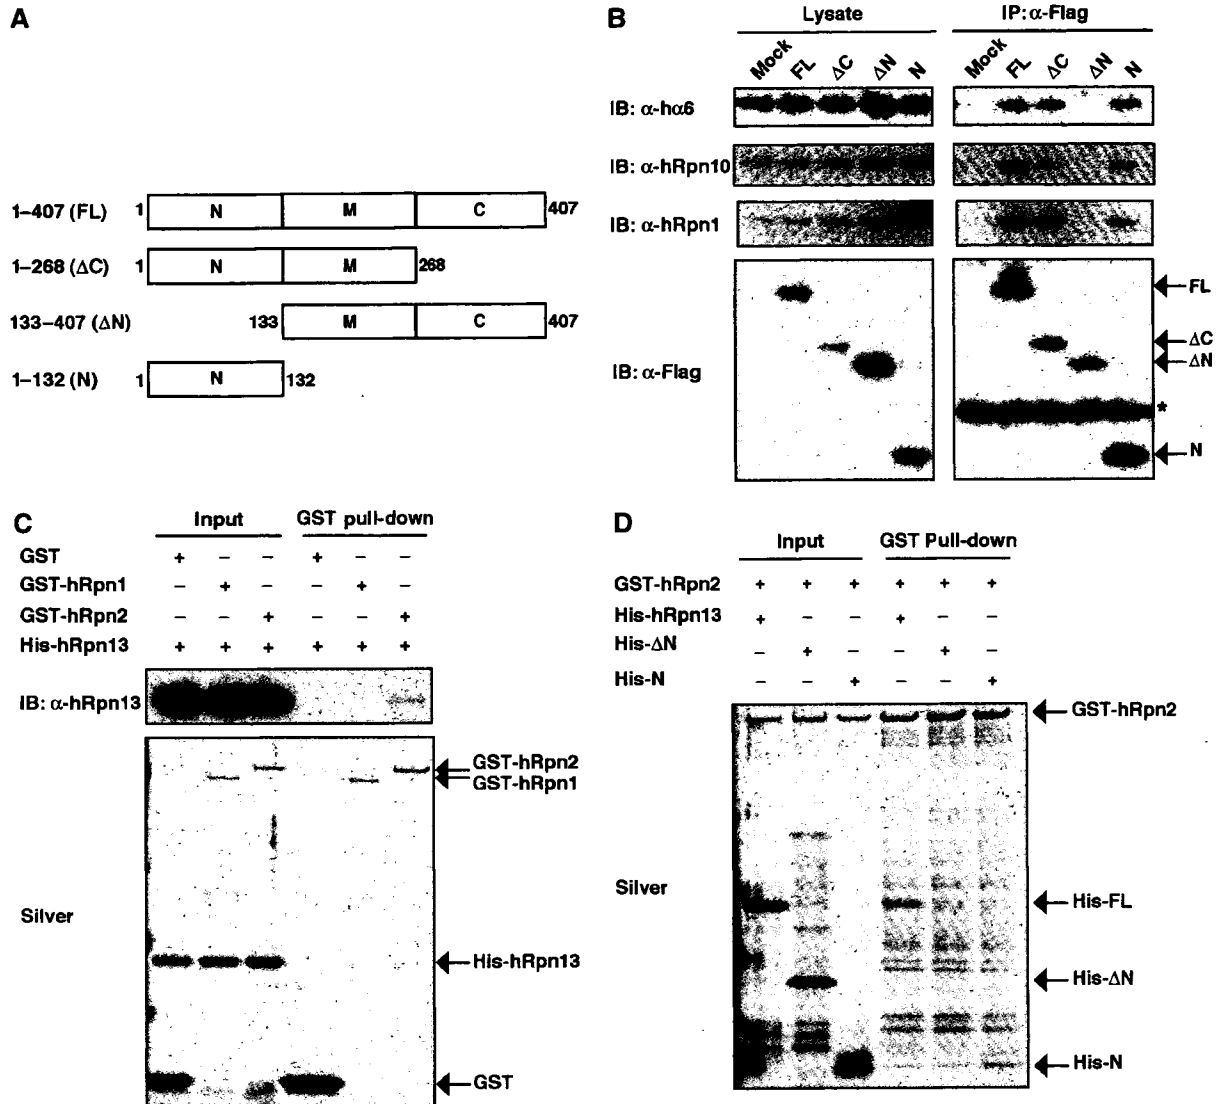 A
1–407 (FL) 1 N M C 407
1–268 (ΔC) 1 N M 268
133–407 (ΔN) 133 M C 407
1–132 (N) 1 N 132
B
Lysate IP: α-Flag
Mock FL ΔC ΔN N Mock FL ΔC ΔN N
IB: α-hα6
IB: α-hRpn10
IB: α-hRpn1
IB: α-Flag
FL
ΔC
ΔN
*
N
C
Input GST pull-down
GST + – – + – –
GST-hRpn1 – + – – + –
GST-hRpn2 – – + – – +
His-hRpn13 + + + + + +
IB: α-hRpn13
GST-hRpn2
GST-hRpn1
Silver
His-hRpn13
GST
D
Input GST Pull-down
GST-hRpn2 + + + + + +
His-hRpn13 + – – + – –
His-ΔN – + – – + –
His-N – – + – – +
GST-hRpn2
Silver
His-FL
His-ΔN
His-N